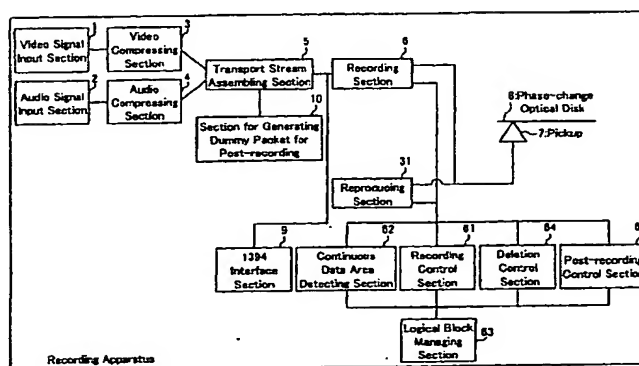 1
3
Video Signal
Input Section
Video
Compressing
Section
5
6
Transport Stream
Assembling Section
Recording
Section
2
4
Audio Signal
Input Section
Audio
Compressing
Section
10
Section for Generating
Dummy Packet for
Post-recording
8:Phase-change
Optical Disk
7:Pickup
31
Reproducing
Section
9
62
61
64
1394
Interface
Section
Continuous
Data Area
Detecting Section
Recording
Control
Section
Deletion
Control
Section
Post-recording
Control Section
Logical Block
Managing
Section
63
Recording Apparatus